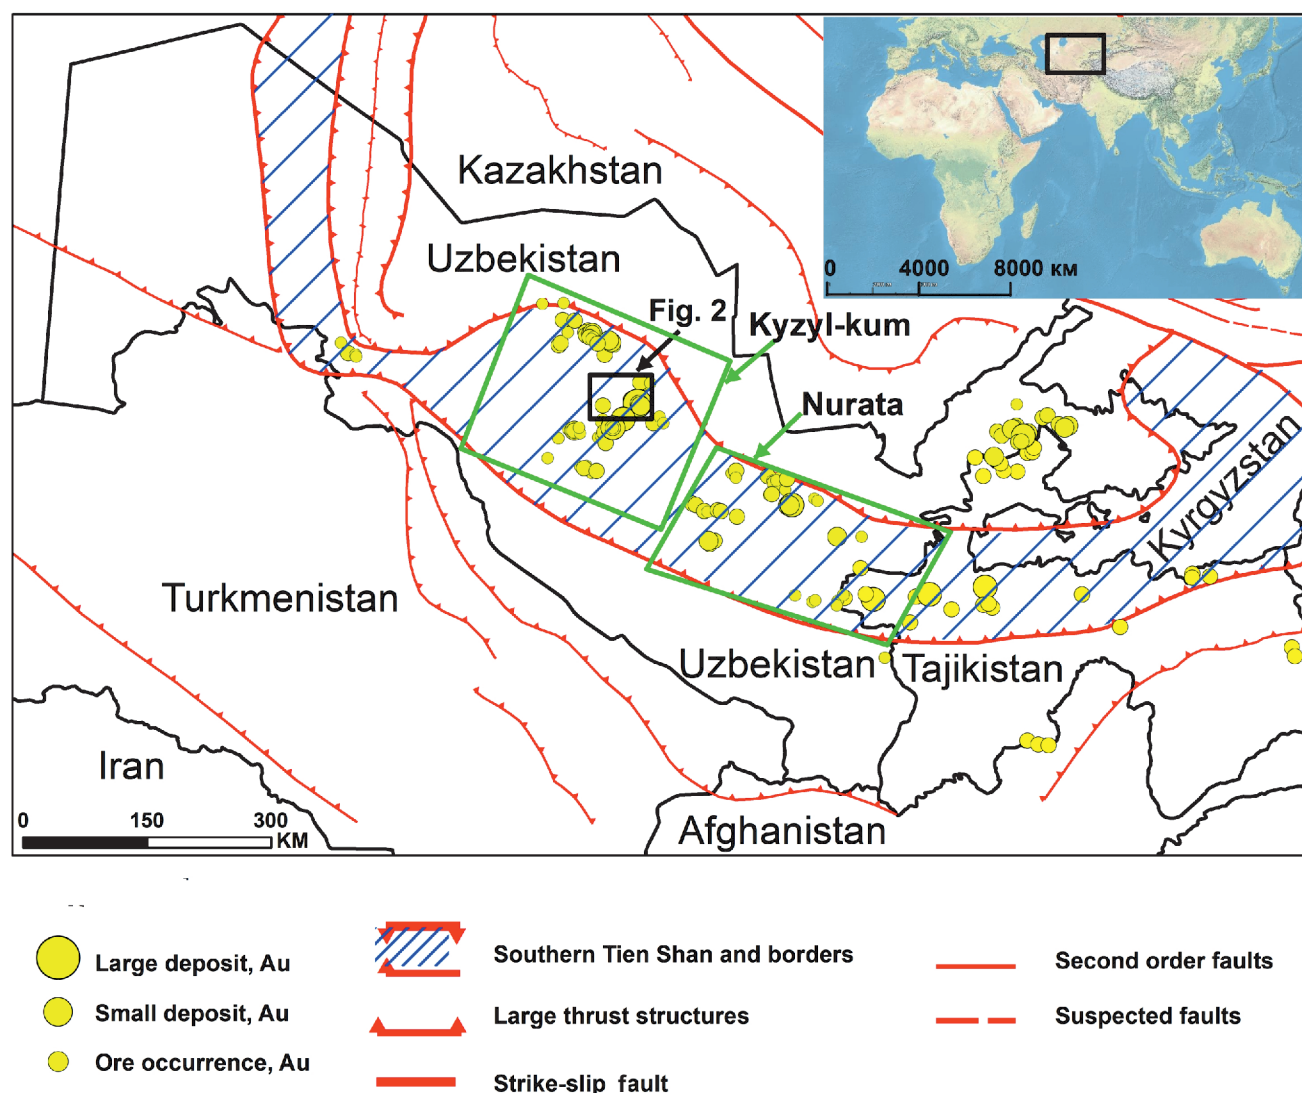 Kazakhstan
Uzbekistan
0 4000 8000 км
Fig. 2
Kyzyl-kum
Nurata
Kyrgyzstan
Turkmenistan
Uzbekistan
Tajikistan
Iran
Afghanistan
0 150 300
KM
Large deposit, Au
Small deposit, Au
Ore occurrence, Au
Southern Tien Shan and borders
Large thrust structures
Strike-slip fault
Second order faults
Suspected faults